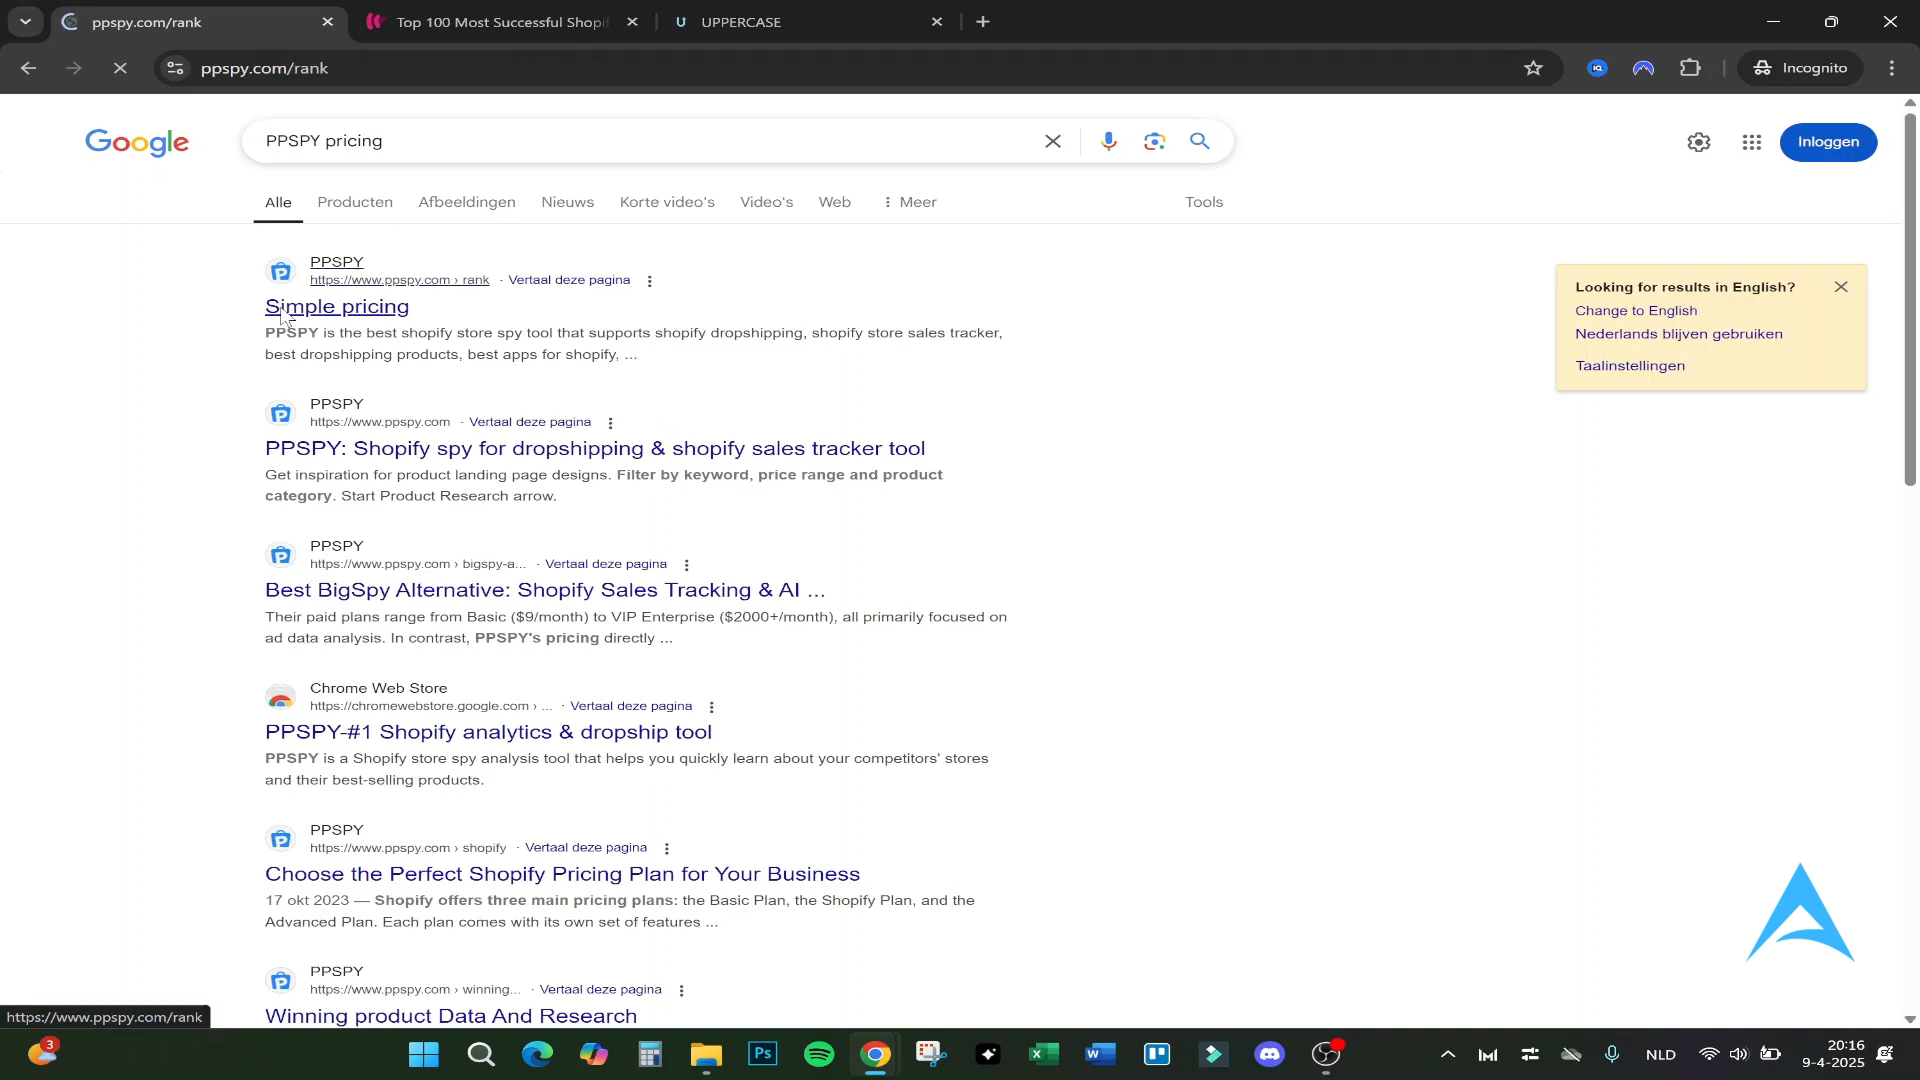 ppspy.com/rank
Top 100 Most Successful Shopif
UPPERCASE
ppspy.com/rank
Incognito
Google
PPSPY pricing
Inloggen
Alle
Producten
Afbeeldingen
Nieuws
Korte video's
Video's
Web
Meer
Tools
PPSPY
https://www.ppspy.com › rank · Vertaal deze pagina
Simple pricing
PPSPY is the best shopify store spy tool that supports shopify dropshipping, shopify store sales tracker,
best dropshipping products, best apps for shopify, ...
Looking for results in English?
Change to English
Nederlands blijven gebruiken
Taalinstellingen
PPSPY
https://www.ppspy.com · Vertaal deze pagina
PPSPY: Shopify spy for dropshipping & shopify sales tracker tool
Get inspiration for product landing page designs. Filter by keyword, price range and product
category. Start Product Research arrow.
PPSPY
https://www.ppspy.com › bigspy-a... · Vertaal deze pagina
Best BigSpy Alternative: Shopify Sales Tracking & AI ...
Their paid plans range from Basic ($9/month) to VIP Enterprise ($2000+/month), all primarily focused on
ad data analysis. In contrast, PPSPY's pricing directly ...
Chrome Web Store
https://chromewebstore.google.com › ... · Vertaal deze pagina
PPSPY-#1 Shopify analytics & dropship tool
PPSPY is a Shopify store spy analysis tool that helps you quickly learn about your competitors' stores
and their best-selling products.
PPSPY
https://www.ppspy.com › shopify · Vertaal deze pagina
Choose the Perfect Shopify Pricing Plan for Your Business
17 okt 2023 — Shopify offers three main pricing plans: the Basic Plan, the Shopify Plan, and the
Advanced Plan. Each plan comes with its own set of features ...
PPSPY
https://www.ppspy.com › winning... · Vertaal deze pagina
Winning product Data And Research
https://www.ppspy.com/rank
3
Ps
NLD
20:16
9-4-2025